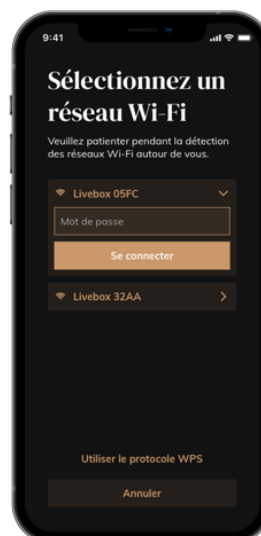 9:41
Sélectionnez un
réseau Wi-Fi
Veuillez patienter pendant la détection
des réseaux Wi-Fi autour de vous.
Livebox 05FC
Mot de passe
Se connecter
Livebox 32AA
Utiliser le protocole WPS
Annuler